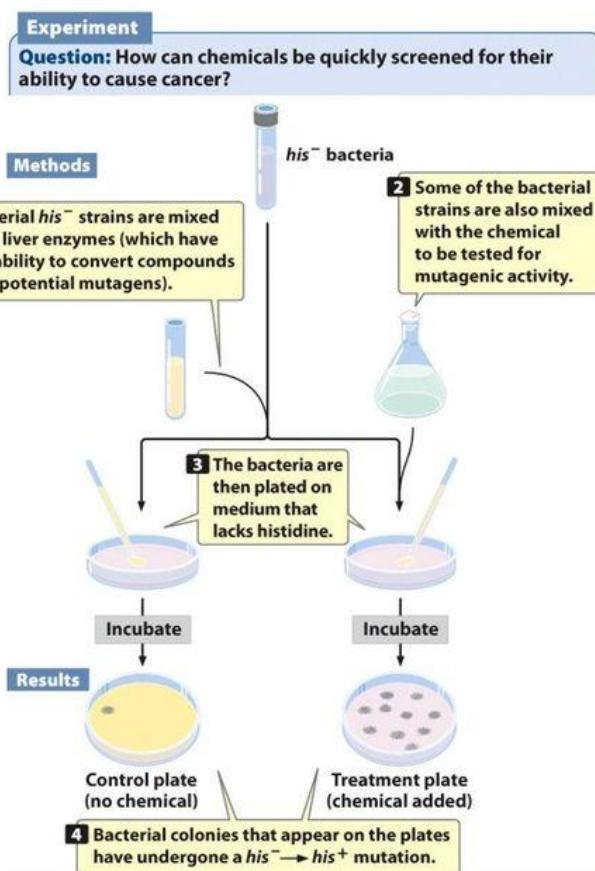 Experiment
Question: How can chemicals be quickly screened for their
ability to cause cancer?
his⁻ bacteria
Methods
erial his⁻ strains are mixed
liver enzymes (which have
ability to convert compounds
potential mutagens).
2 Some of the bacterial
strains are also mixed
with the chemical
to be tested for
mutagenic activity.
3 The bacteria are
then plated on
medium that
lacks histidine.
Incubate
Incubate
Results
Control plate
(no chemical)
Treatment plate
(chemical added)
4 Bacterial colonies that appear on the plates
have undergone a his⁻ → his⁺ mutation.